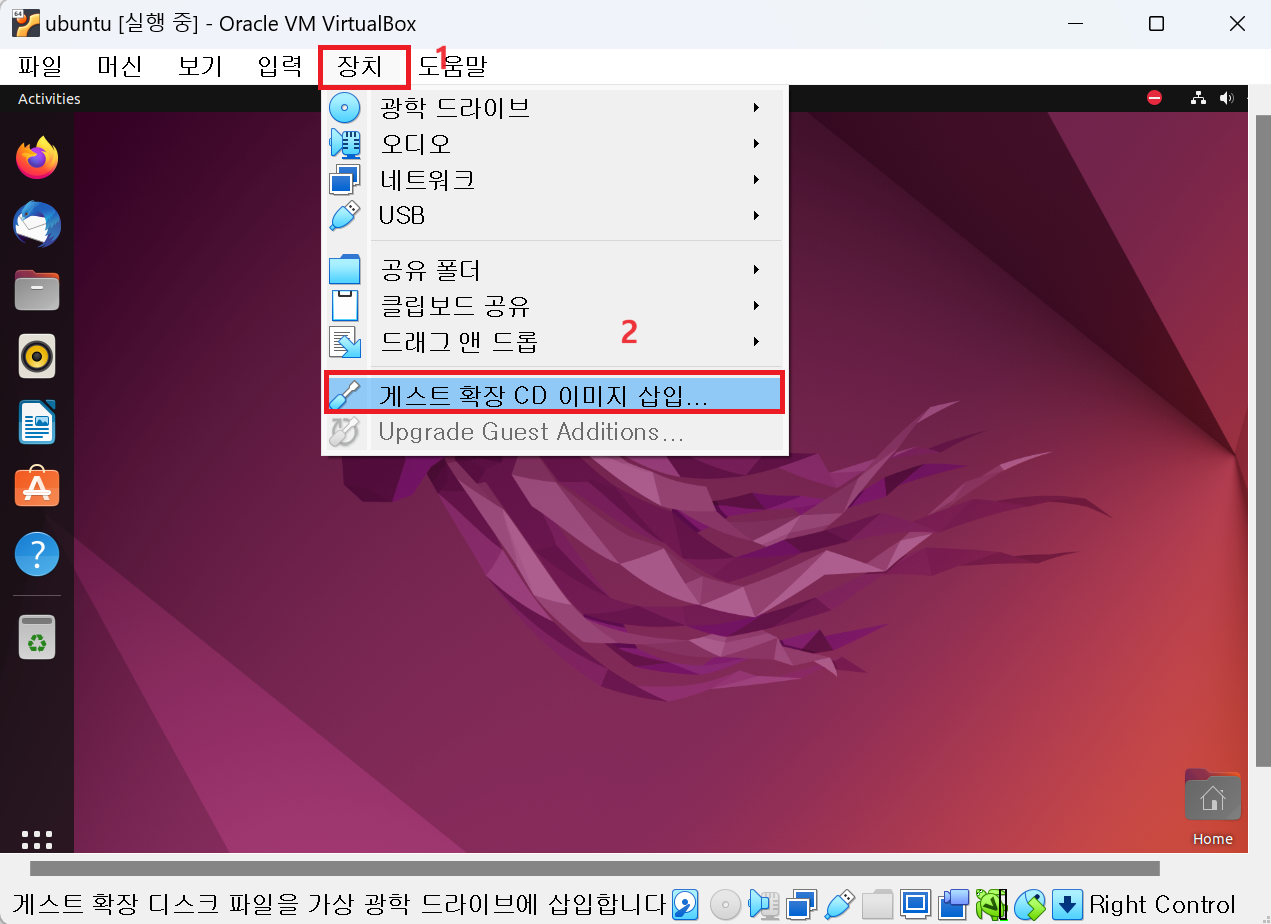 64
ubuntu [실행 중] - Oracle VM VirtualBox
파일 머신 보기 입력 장치 1 도움말
Activities
광학 드라이브
오디오
네트워크
USB
공유 폴더
클립보드 공유
드래그 앤 드롭
2
게스트 확장 CD 이미지 삽입...
Upgrade Guest Additions...
?
Home
게스트 확장 디스크 파일을 가상 광학 드라이브에 삽입합니다 Right Control